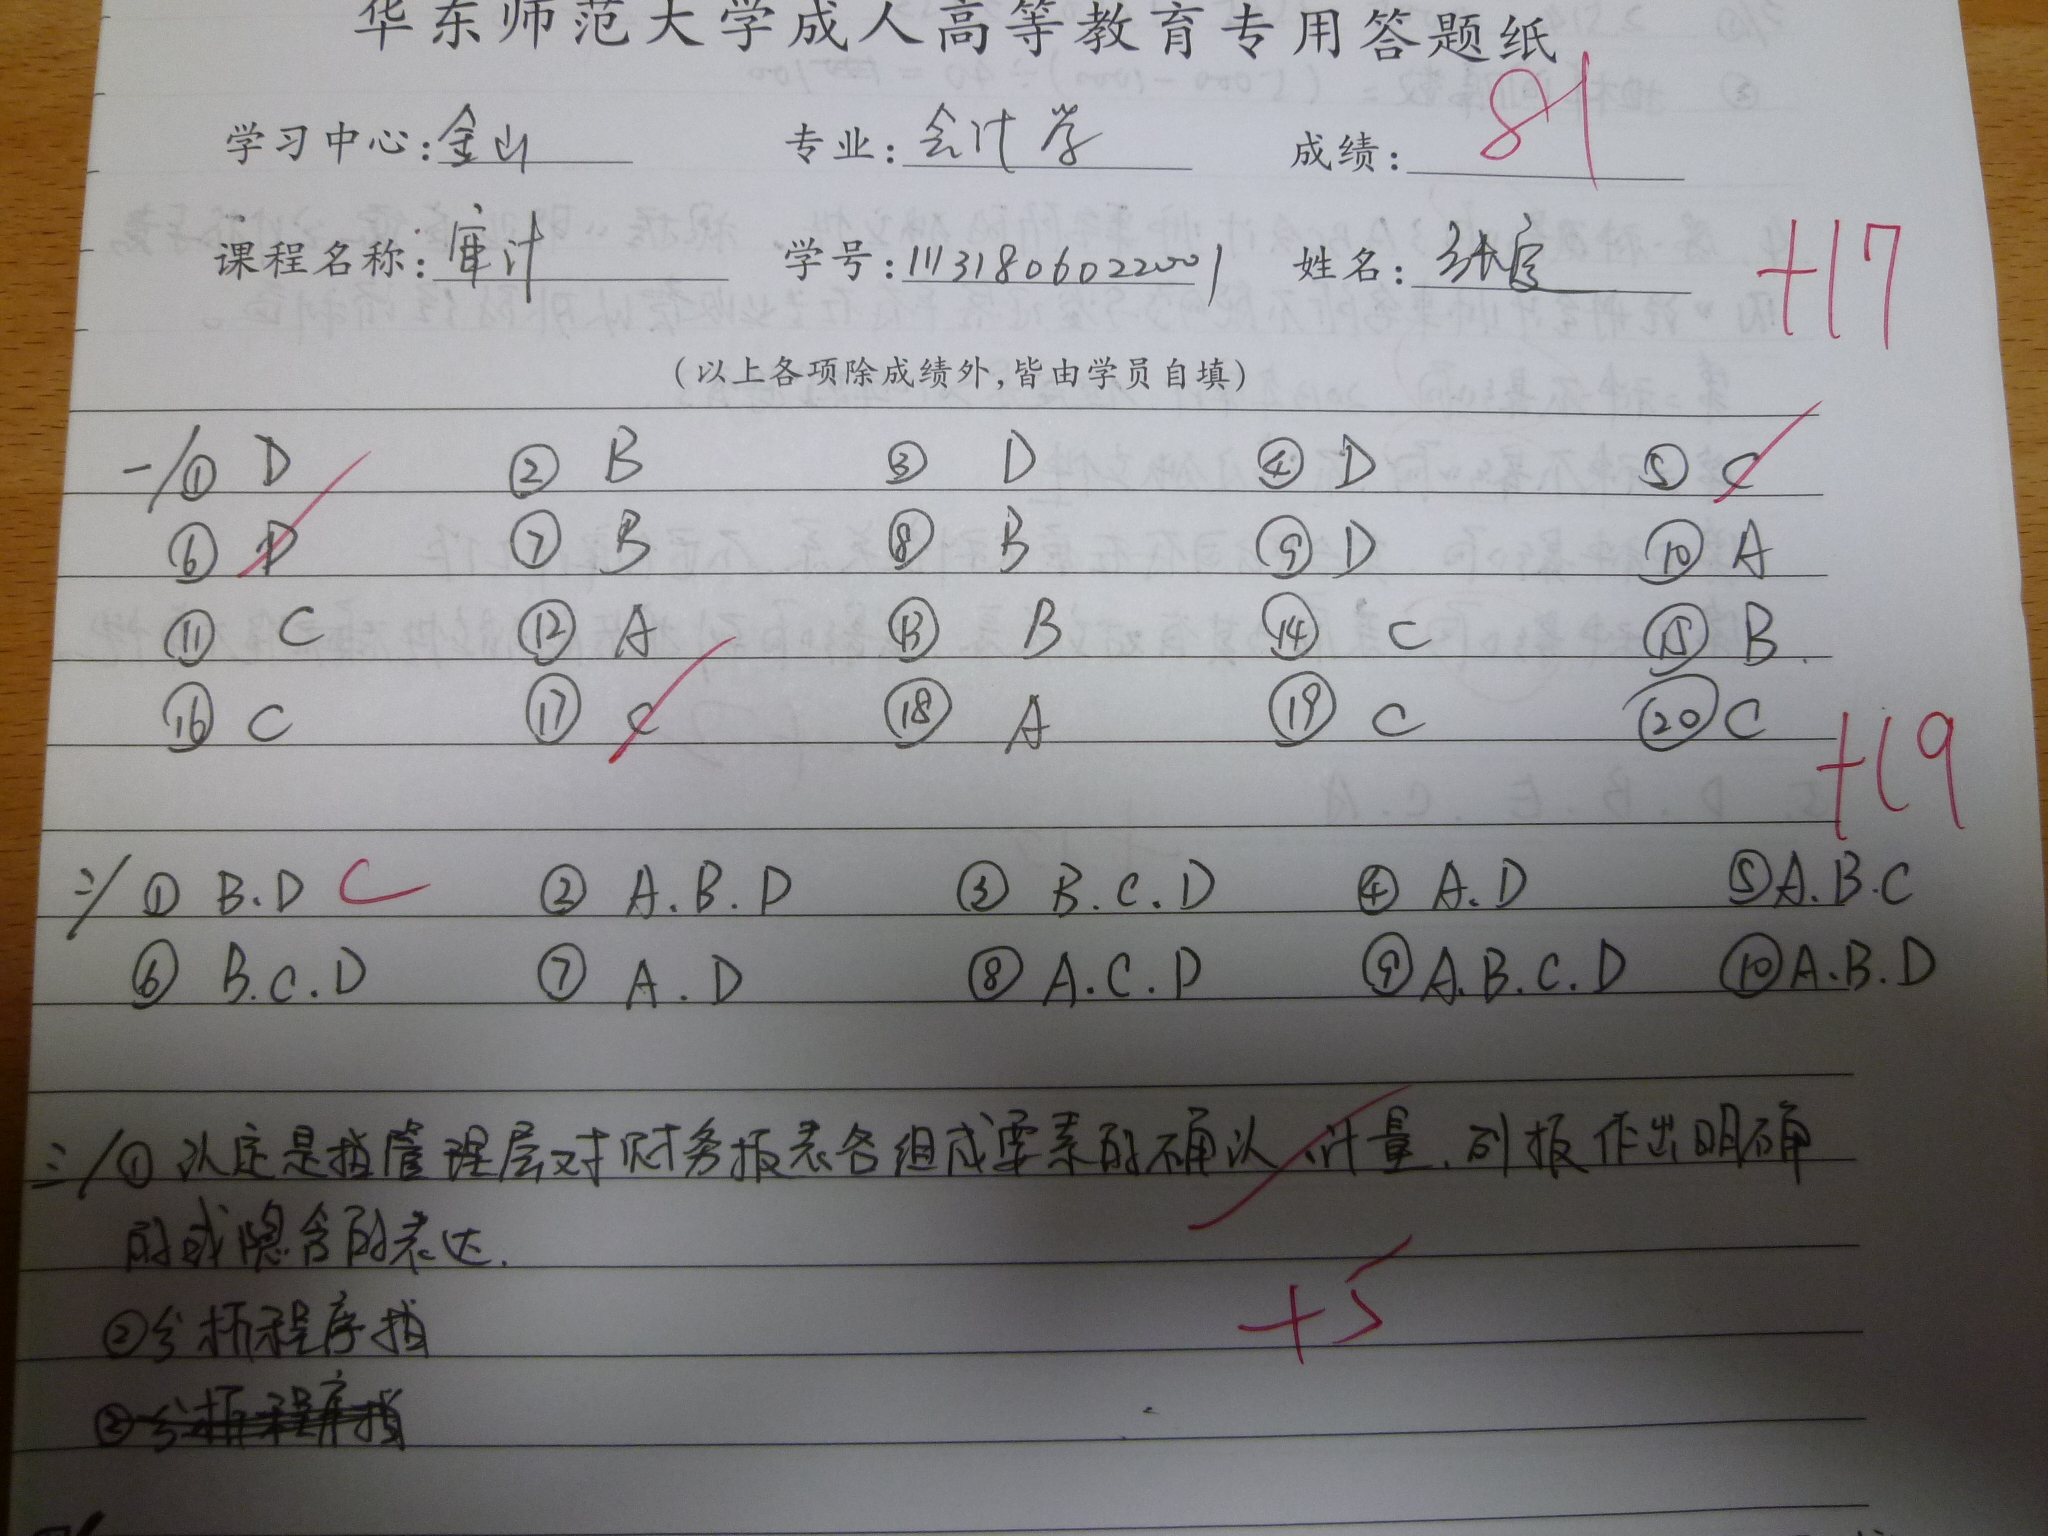 华东师范大学成人高等教育专用答题纸
学习中心:金山 专业:会计学 成绩:81
课程名称:审计 学号:11131806022001 姓名:
+17
(以上各项除成绩外,皆由学员自填)
一/① D ② B ③ D ④ D ⑤ C
⑥ D ⑦ B ⑧ B ⑨ D ⑩ A
⑪ C ⑫ A ⑬ B ⑭ C ⑮ B
⑯ C ⑰ C ⑱ A ⑲ C ⑳ C
+19
二/① B.D C ② A.B.D ③ B.C.D ④ A.D ⑤ A.B.C
⑥ B.C.D ⑦ A.D ⑧ A.C.D ⑨ A.B.C.D ⑩ A.B.D
三/① 认定是指管理层对财务报表各组成要素的确认、计量、列报作出明确
的或隐含的表达.
+5
②分析程序指
②分析程序指